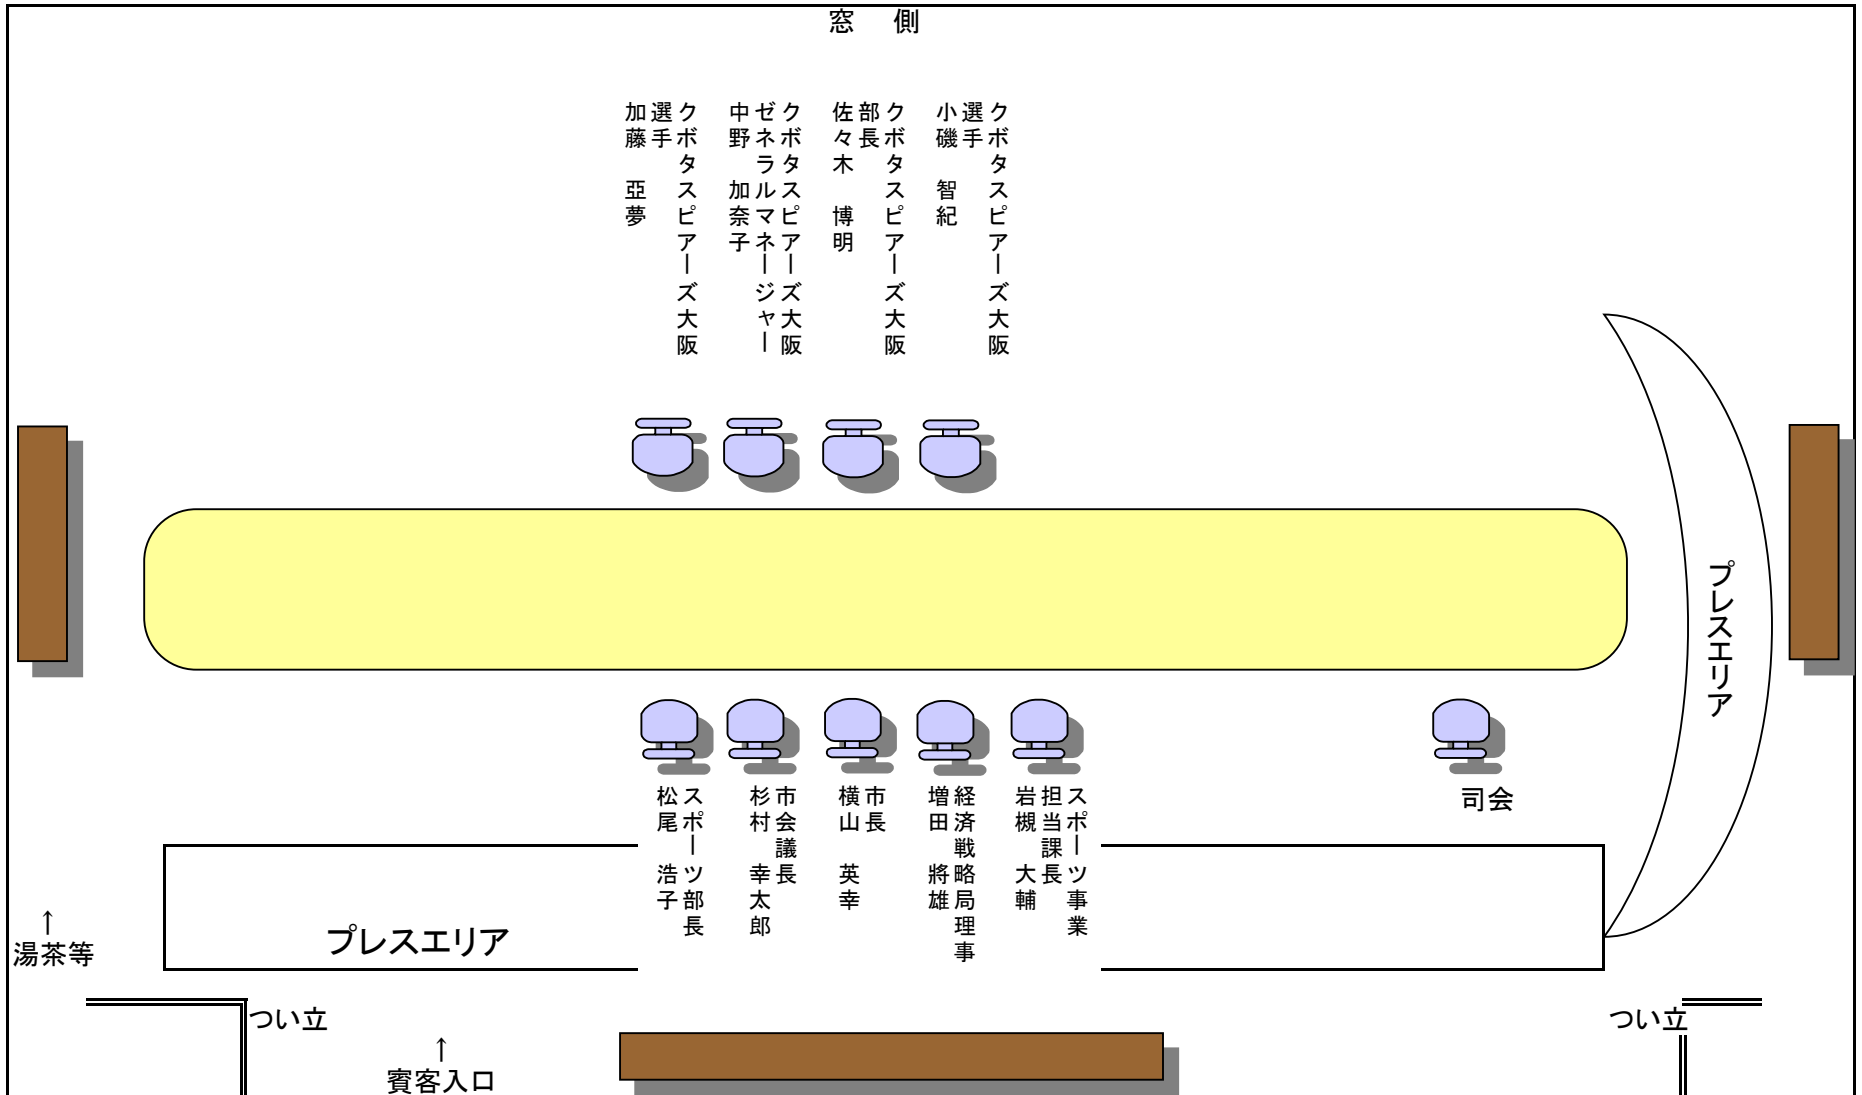 窓　側
クボタスピアーズ大阪
選手
小磯　智紀
クボタスピアーズ大阪
部長
佐々木　博明
クボタスピアーズ大阪
ゼネラルマネージャー
中野　加奈子
クボタスピアーズ大阪
選手
加藤　亞夢
プレスエリア
スポーツ事業
担当課長
岩槻　大輔
経済戦略局理事
増田　將雄
市長
横山　英幸
市会議長
杉村　幸太郎
スポーツ部長
松尾　浩子
司会
プレスエリア
↑
湯茶等
つい立
つい立
↑
賓客入口